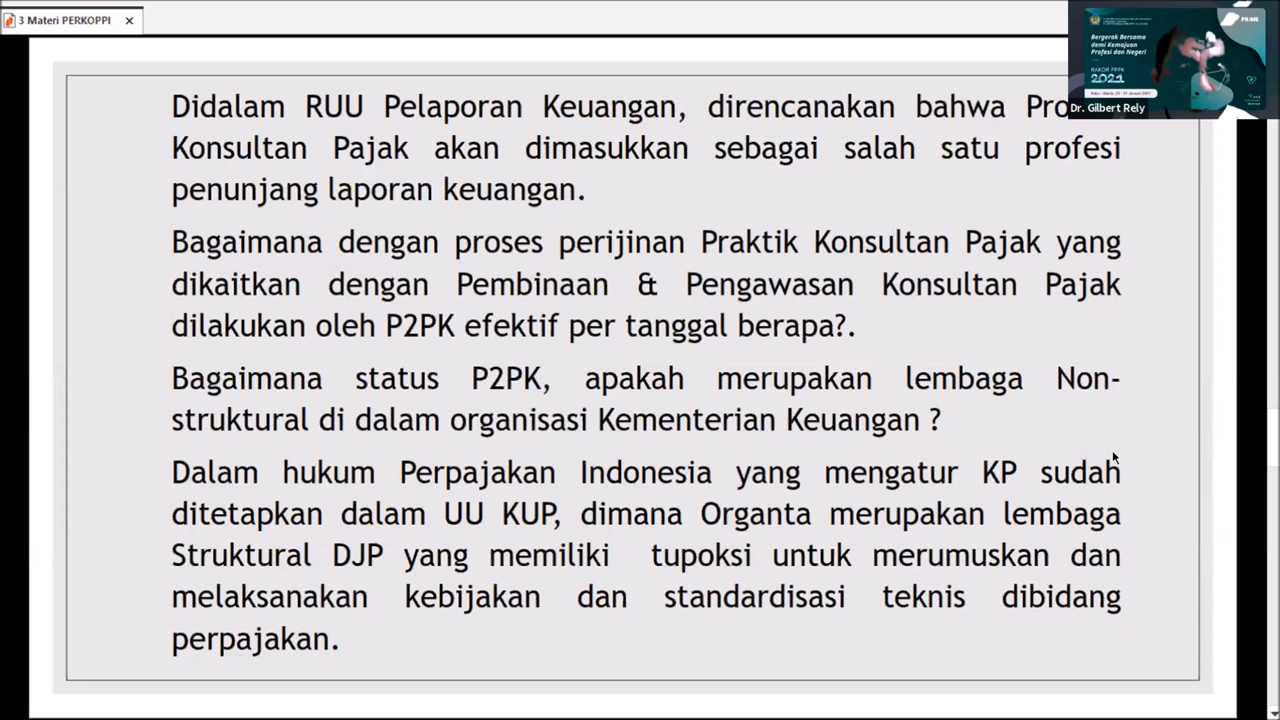 3 Materi PERKOPPI
PRIME
Bergerak Bersama
demi Kemajuan
Profesi dan Negeri
RAKOR PPPK
2021
Dr. Gilbert Rely
Didalam RUU Pelaporan Keuangan, direncanakan bahwa
Konsultan Pajak akan dimasukkan sebagai salah satu profesi
penunjang laporan keuangan.
Bagaimana dengan proses perijinan Praktik Konsultan Pajak yang
dikaitkan dengan Pembinaan & Pengawasan Konsultan Pajak
dilakukan oleh P2PK efektif per tanggal berapa?.
Bagaimana status P2PK, apakah merupakan lembaga Non-
struktural di dalam organisasi Kementerian Keuangan ?
Dalam hukum Perpajakan Indonesia yang mengatur KP sudah
ditetapkan dalam UU KUP, dimana Organta merupakan lembaga
Struktural DJP yang memiliki tupoksi untuk merumuskan dan
melaksanakan kebijakan dan standardisasi teknis dibidang
perpajakan.